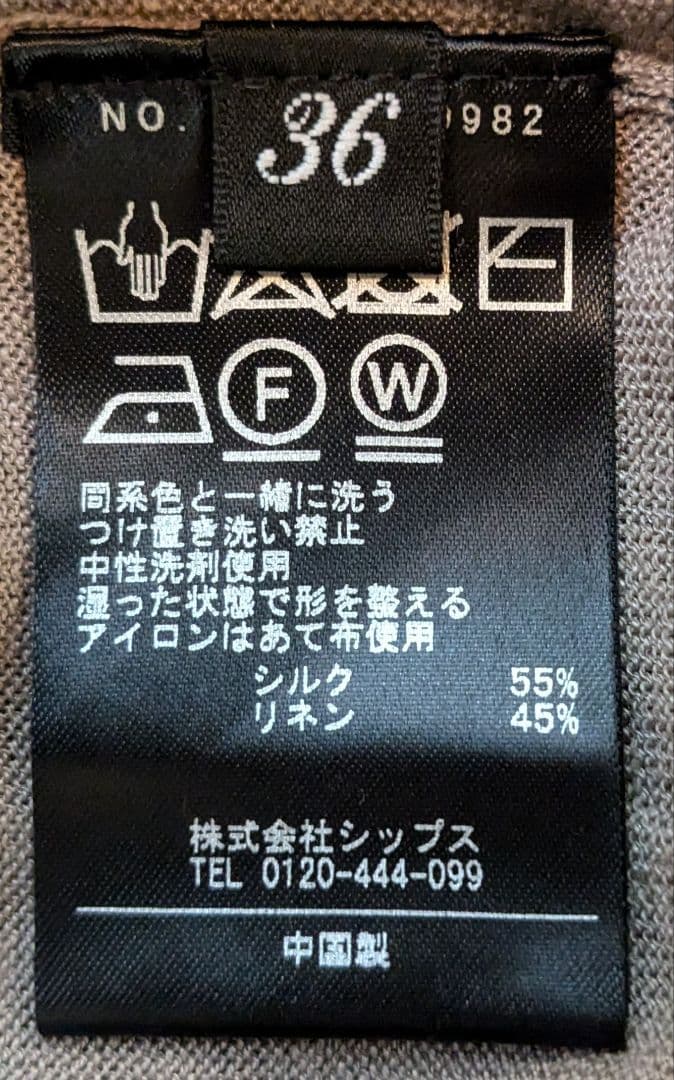 36
NO. 982
F W
同系色と一緒に洗う
つけ置き洗い禁止
中性洗剤使用
湿った状態で形を整える
アイロンはあて布使用
シルク 55%
リネン 45%
株式会社シップス
TEL 0120-444-099
中国製